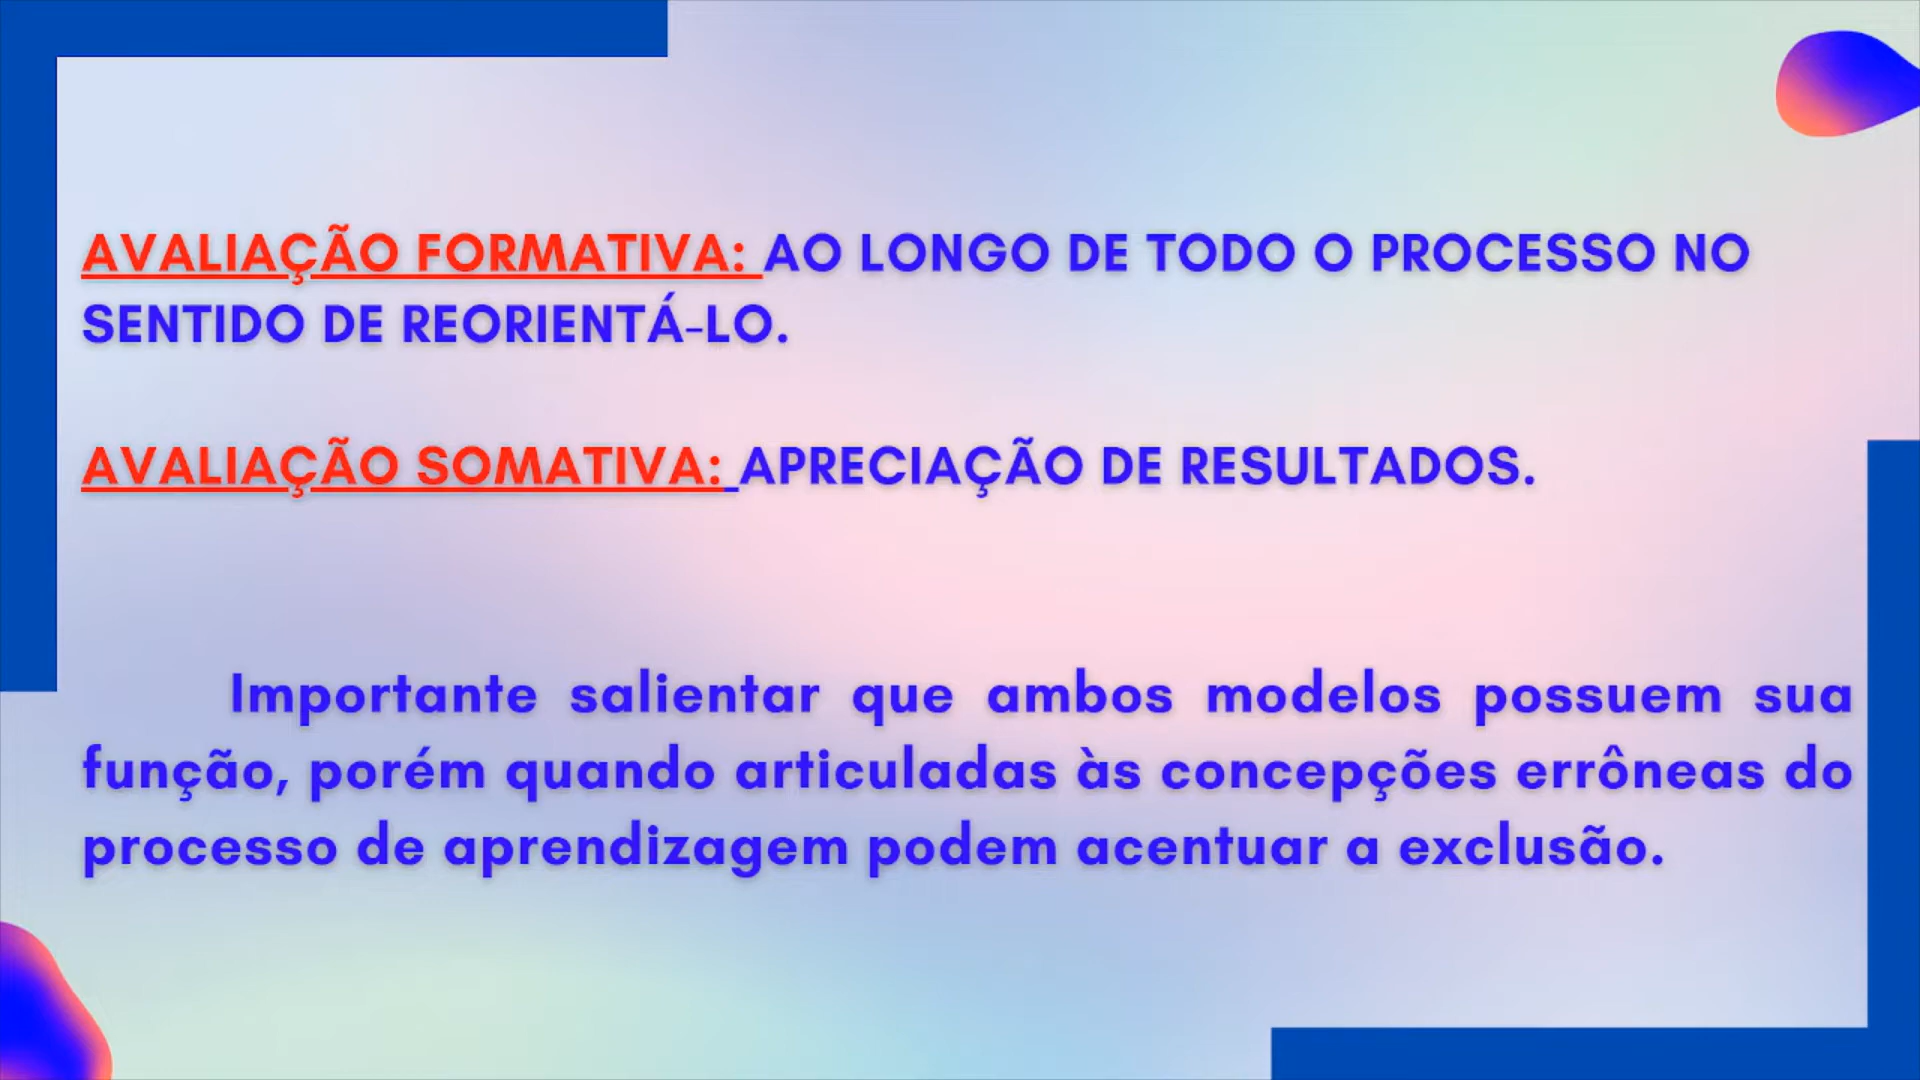 AVALIAÇÃO FORMATIVA: AO LONGO DE TODO O PROCESSO NO
SENTIDO DE REORIENTÁ-LO.
AVALIAÇÃO SOMATIVA: APRECIAÇÃO DE RESULTADOS.
Importante salientar que ambos modelos possuem sua
função, porém quando articuladas às concepções errôneas do
processo de aprendizagem podem acentuar a exclusão.